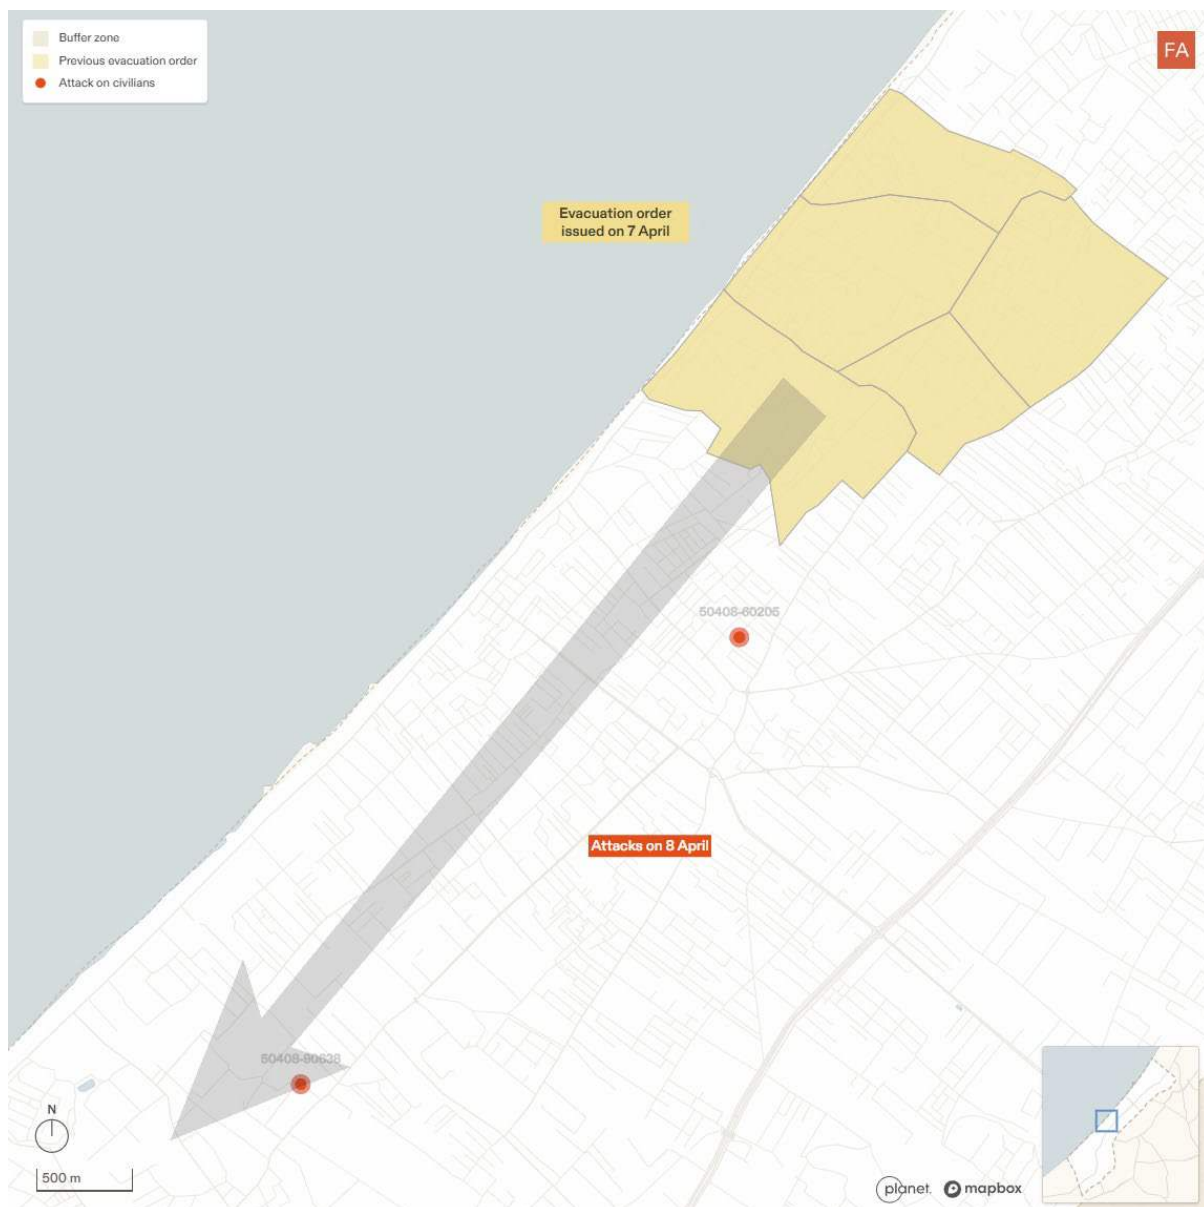 Buffer zone
Previous evacuation order
Attack on civilians
FA
Evacuation order
issued on 7 April
50408-60205
Attacks on 8 April
50408-90638
N
500 m
planet.
mapbox